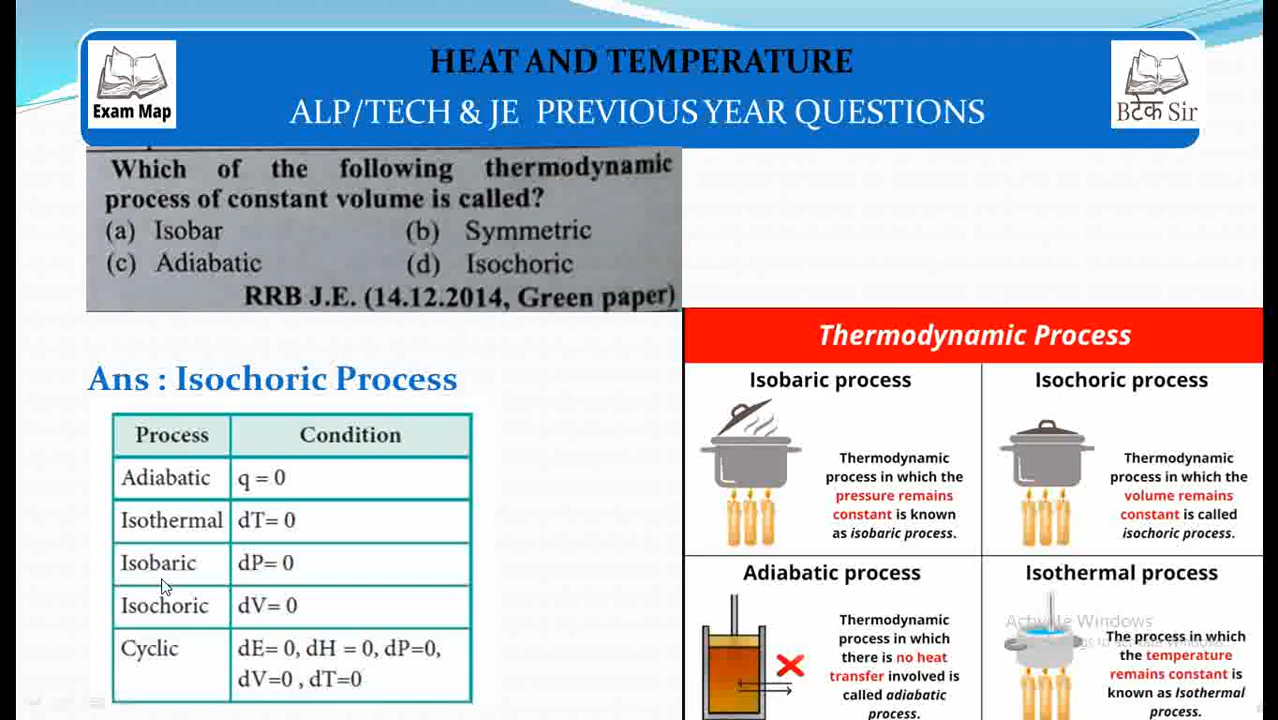 HEAT AND TEMPERATURE
ALP/TECH & JE PREVIOUS YEAR QUESTIONS
Exam Map
Bटेक Sir
Which of the following thermodynamic
process of constant volume is called?
(a) Isobar (b) Symmetric
(c) Adiabatic (d) Isochoric
RRB J.E. (14.12.2014, Green paper)
Ans : Isochoric Process
Process Condition
Adiabatic q = 0
Isothermal dT= 0
Isobaric dP= 0
Isochoric dV= 0
Cyclic dE= 0, dH = 0, dP=0,
dV=0 , dT=0
Thermodynamic Process
Isobaric process
Thermodynamic
process in which the
pressure remains
constant is known
as isobaric process.
Isochoric process
Thermodynamic
process in which the
volume remains
constant is called
isochoric process.
Adiabatic process
Thermodynamic
process in which
there is no heat
transfer involved is
called adiabatic
process.
Isothermal process
The process in which
the temperature
remains constant is
known as Isothermal
process.
Activate Windows